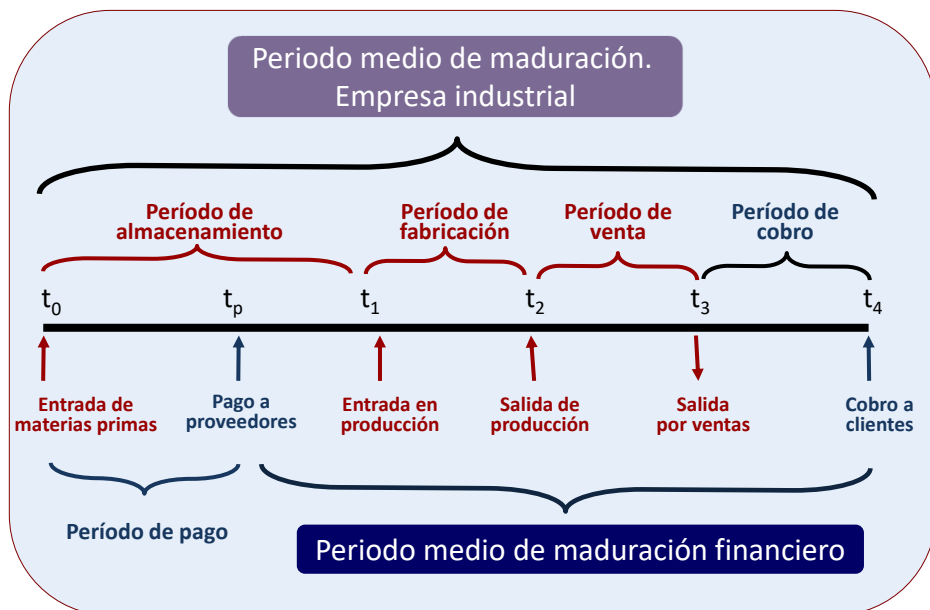 Periodo medio de maduración.
Empresa industrial
Período de
almacenamiento
Período de
fabricación
Período de
venta
Período de
cobro
t₀
tₚ
t₁
t₂
t₃
t₄
Entrada de
materias primas
Pago a
proveedores
Entrada en
producción
Salida de
producción
Salida
por ventas
Cobro a
clientes
Período de pago
Periodo medio de maduración financiero